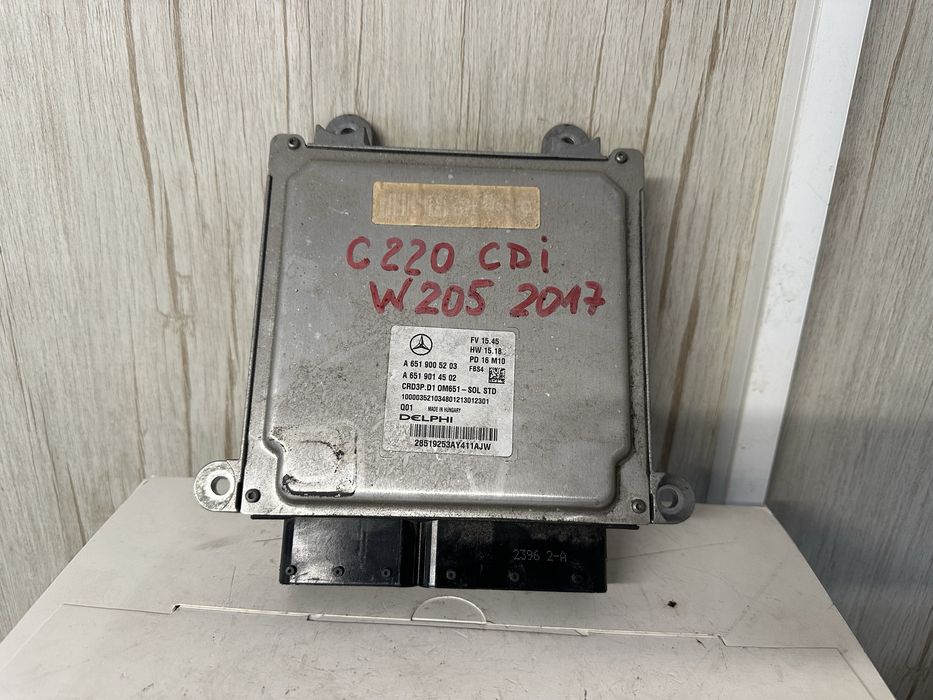 C 220 CDi
W205 2017
FV 15.45
HW 15.18
A 651 900 52 03 PD 16 M10
FBS4
A 651 901 45 02
CRD3P.D1 OM651-SOL STD
1000035210348012130123​01
Q01 MADE IN HUNGARY
DELPHI
28519253AY411AJW
2396 2-A